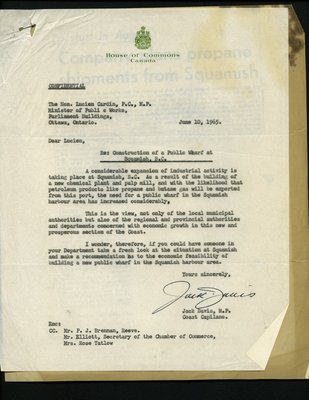 House of Commons
Canada
CONFIDENTIAL
The Hon. Lucien Cardin, P.C., M.P.
Minister of Public Works,
Parliament Buildings,
Ottawa, Ontario.
June 10, 1965.
Dear Lucien,
Re: Construction of a Public Wharf at
Squamish, B.C.
A considerable expansion of industrial activity is
taking place at Squamish, B.C. As a result of the building of
a new chemical plant and pulp mill, and with the likelihood that
petroleum products like propane and butane gas will be exported
from this port, the need for a public wharf in the Squamish
harbour area has increased considerably.
This is the view, not only of the local municipal
authorities but also of the regional and provincial authorities
and departments concerned with economic growth in this new and
prosperous section of the Coast.
I wonder, therefore, if you could have someone in
your Department take a fresh look at the situation at Squamish
and make a recommendation as to the economic feasibility of
building a new public wharf in the Squamish harbour area.
Yours sincerely,
Jack Davis
Jack Davis, M.P.
Coast Capilano.
Enc:
CC. Mr. P. J. Brennan, Reeve.
Mr. Elliott, Secretary of the Chamber of Commerce,
Mrs. Rose Tatlow
propane
shipments from Squamish